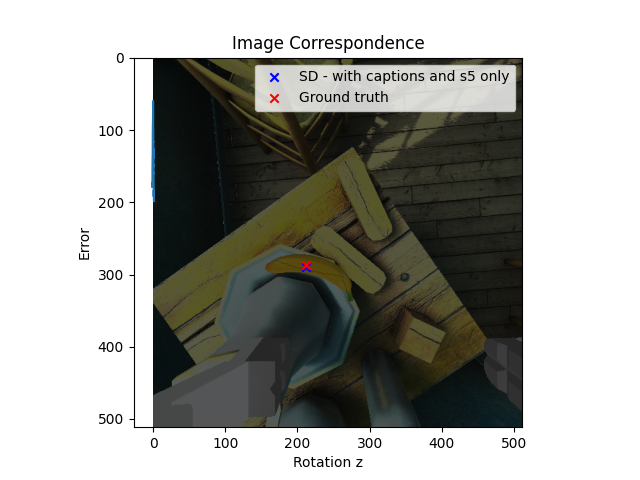 Image Correspondence
SD - with captions and s5 only
Ground truth
Error
0
100
200
300
400
500
0 100 200 300 400 500
Rotation z